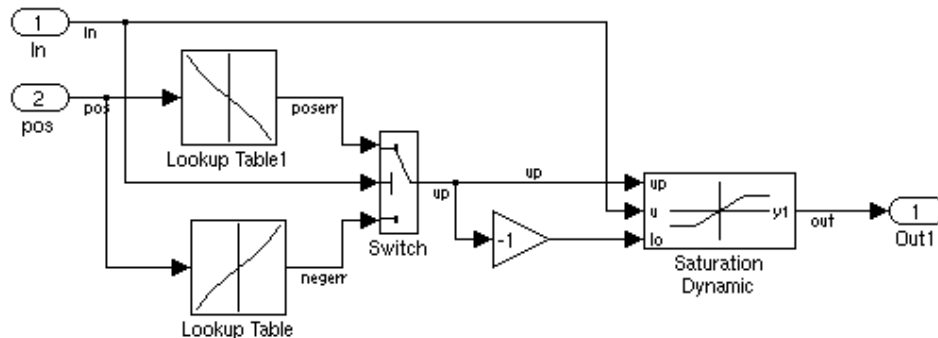 1
In
In
2
pos
pos
Lookup Table1
poserr
Switch
up
up
-1
Lookup Table
negerr
up
u
lo
y1
Saturation
Dynamic
out
1
Out1